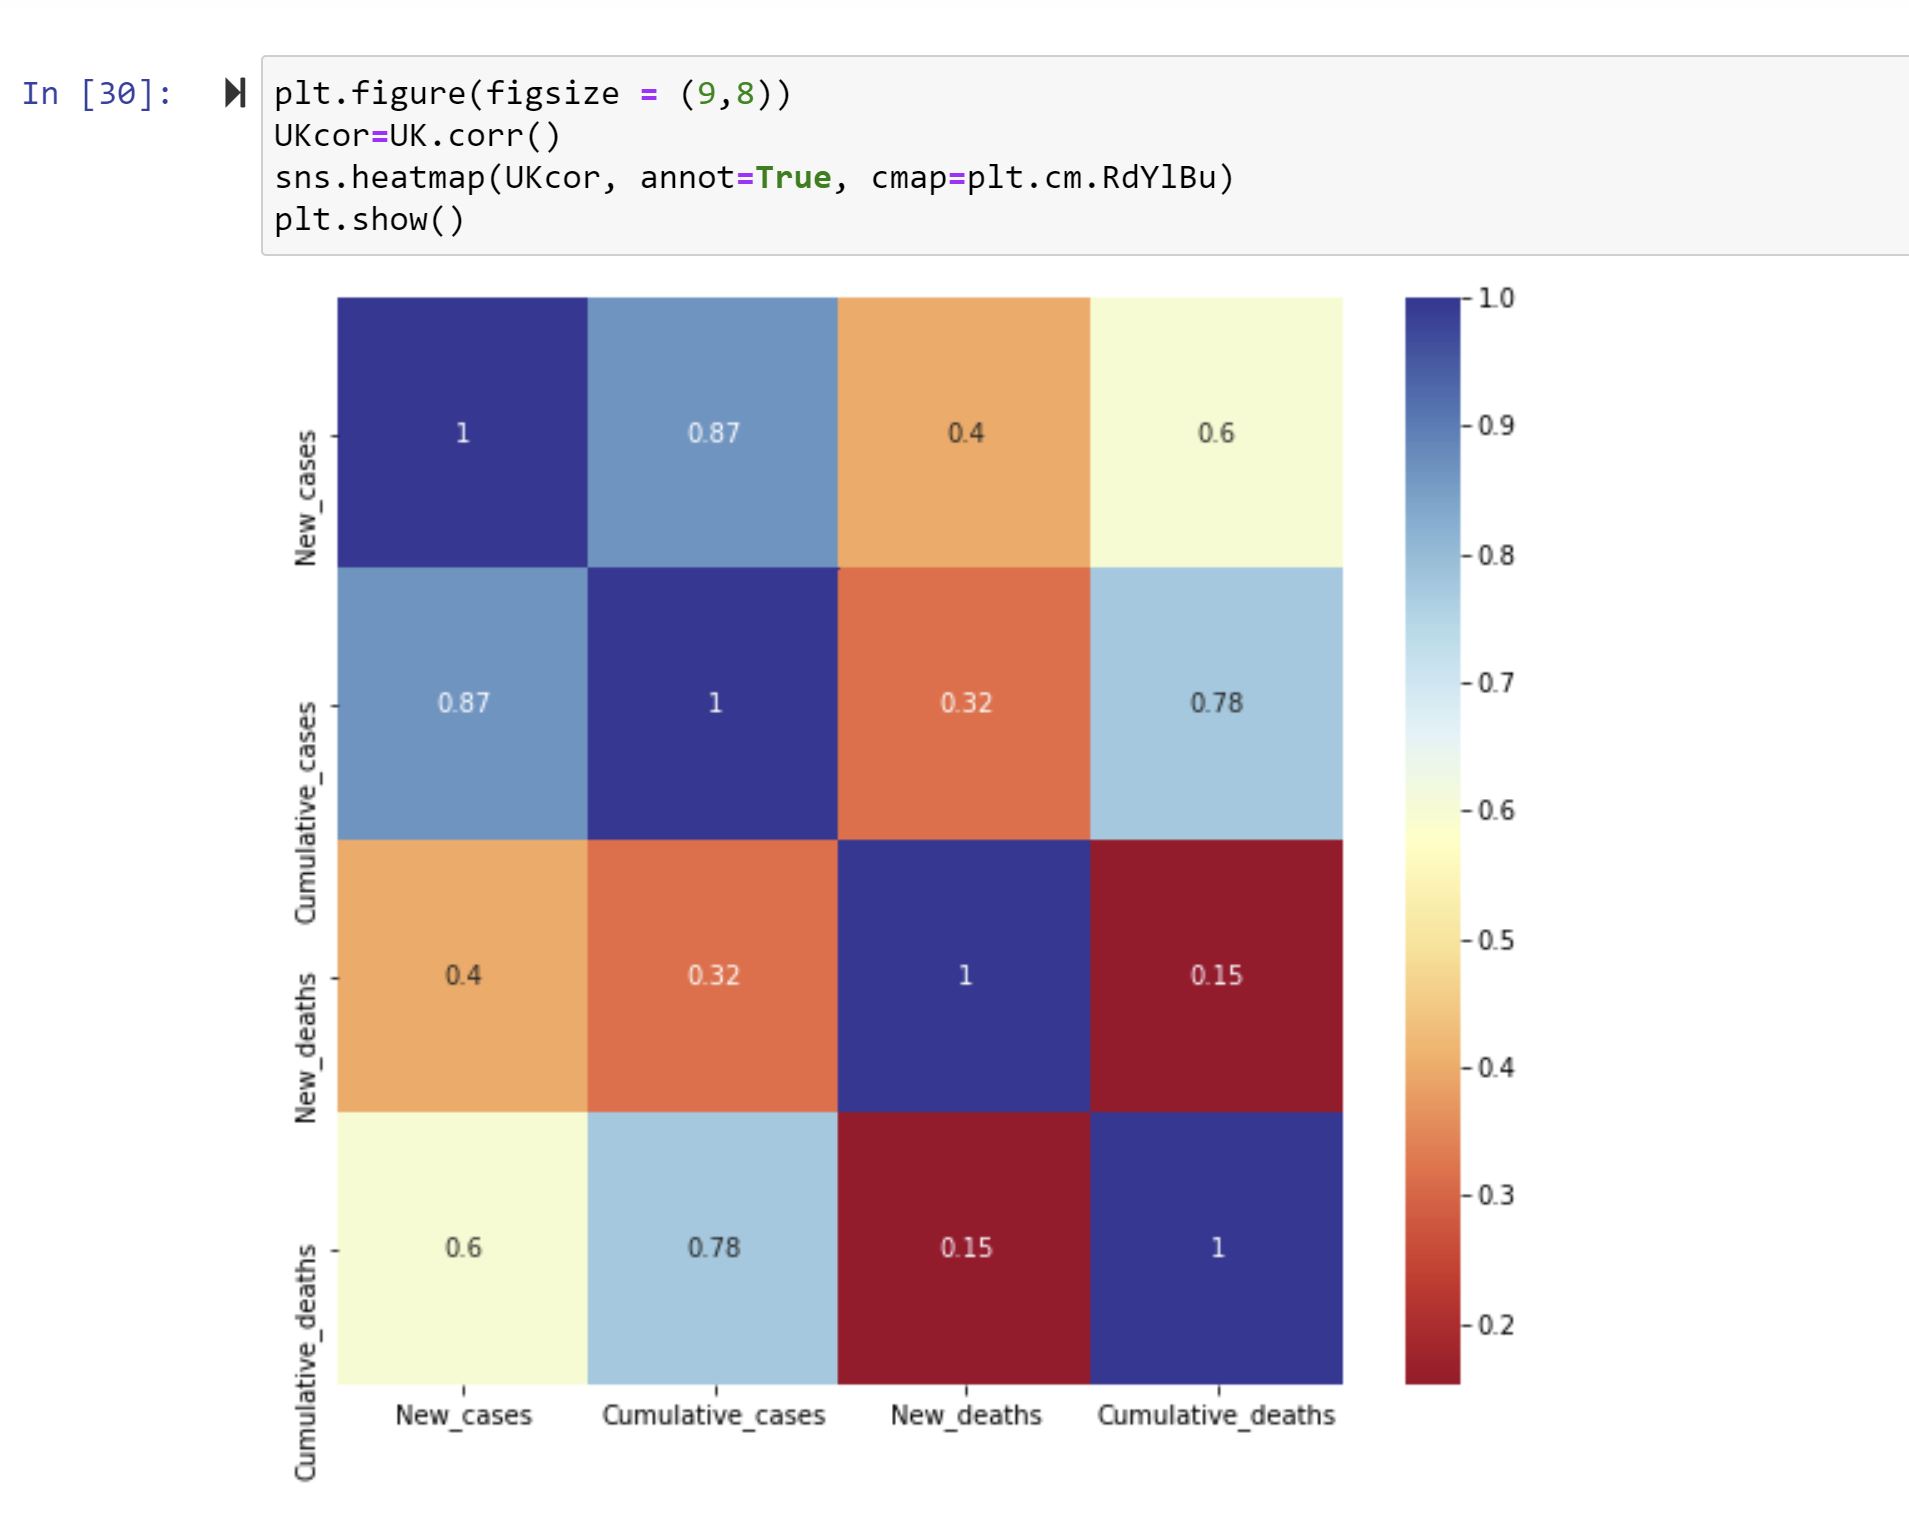 In [30]:
plt.figure(figsize = (9,8))
UKcor=UK.corr()
sns.heatmap(UKcor, annot=True, cmap=plt.cm.RdYlBu)
plt.show()
New_cases
1 0.87 0.4 0.6
Cumulative_cases
0.87 1 0.32 0.78
New_deaths
0.4 0.32 1 0.15
Cumulative_deaths
0.6 0.78 0.15 1
New_cases Cumulative_cases New_deaths Cumulative_deaths
1.0
0.9
0.8
0.7
0.6
0.5
0.4
0.3
0.2